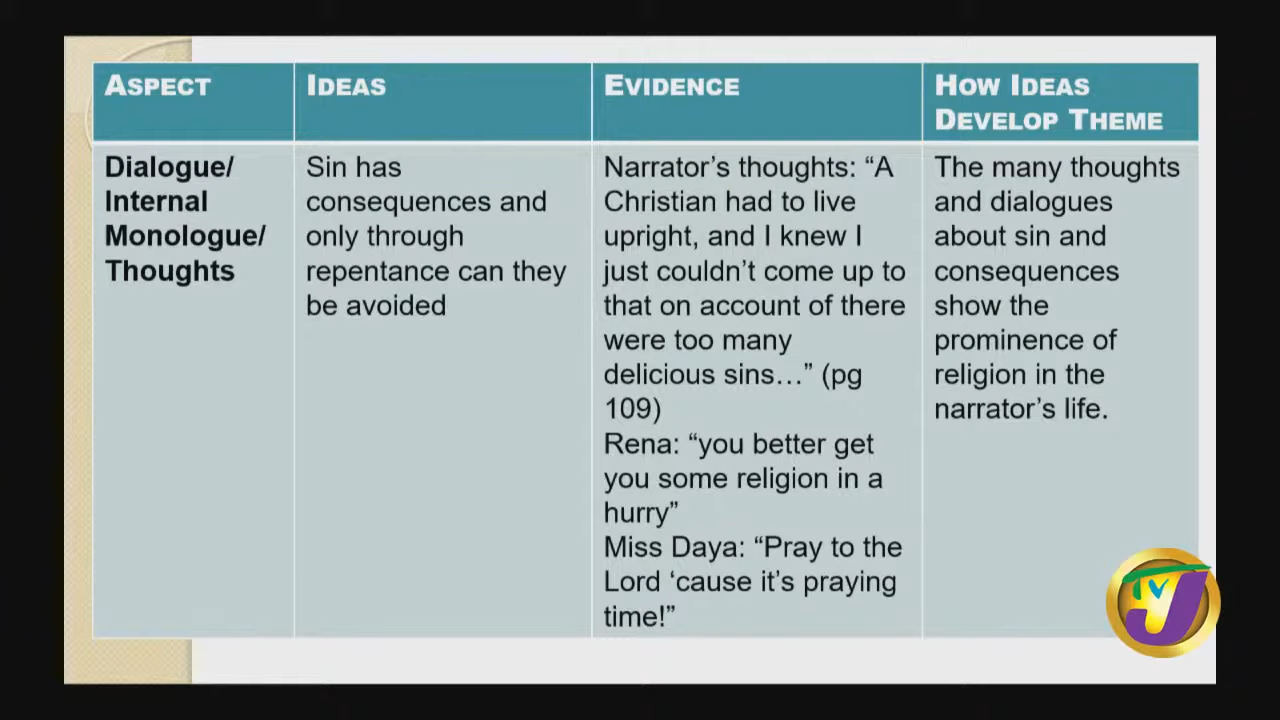 ASPECT
IDEAS
EVIDENCE
HOW IDEAS
DEVELOP THEME
Dialogue/
Internal
Monologue/
Thoughts
Sin has
consequences and
only through
repentance can they
be avoided
Narrator’s thoughts: “A
Christian had to live
upright, and I knew I
just couldn’t come up to
that on account of there
were too many
delicious sins…” (pg
109)
Rena: “you better get
you some religion in a
hurry”
Miss Daya: “Pray to the
Lord ‘cause it’s praying
time!”
The many thoughts
and dialogues
about sin and
consequences
show the
prominence of
religion in the
narrator’s life.
TVJ